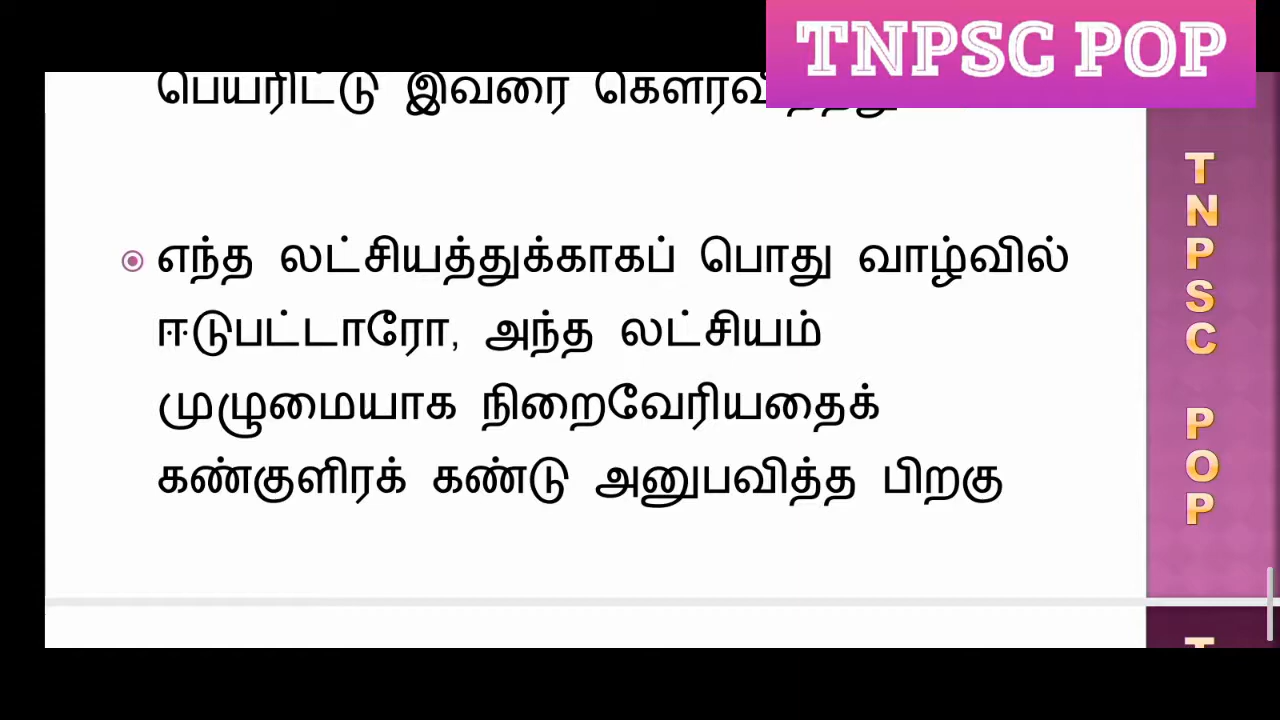 TNPSC POP
பெயரிட்டு இவரை
எந்த லட்சியத்துக்காகப் பொது வாழ்வில்
ஈடுபட்டாரோ, அந்த லட்சியம்
முழுமையாக நிறைவேரியதைக்
கண்குளிரக் கண்டு அனுபவித்த பிறகு
TNPSC POP